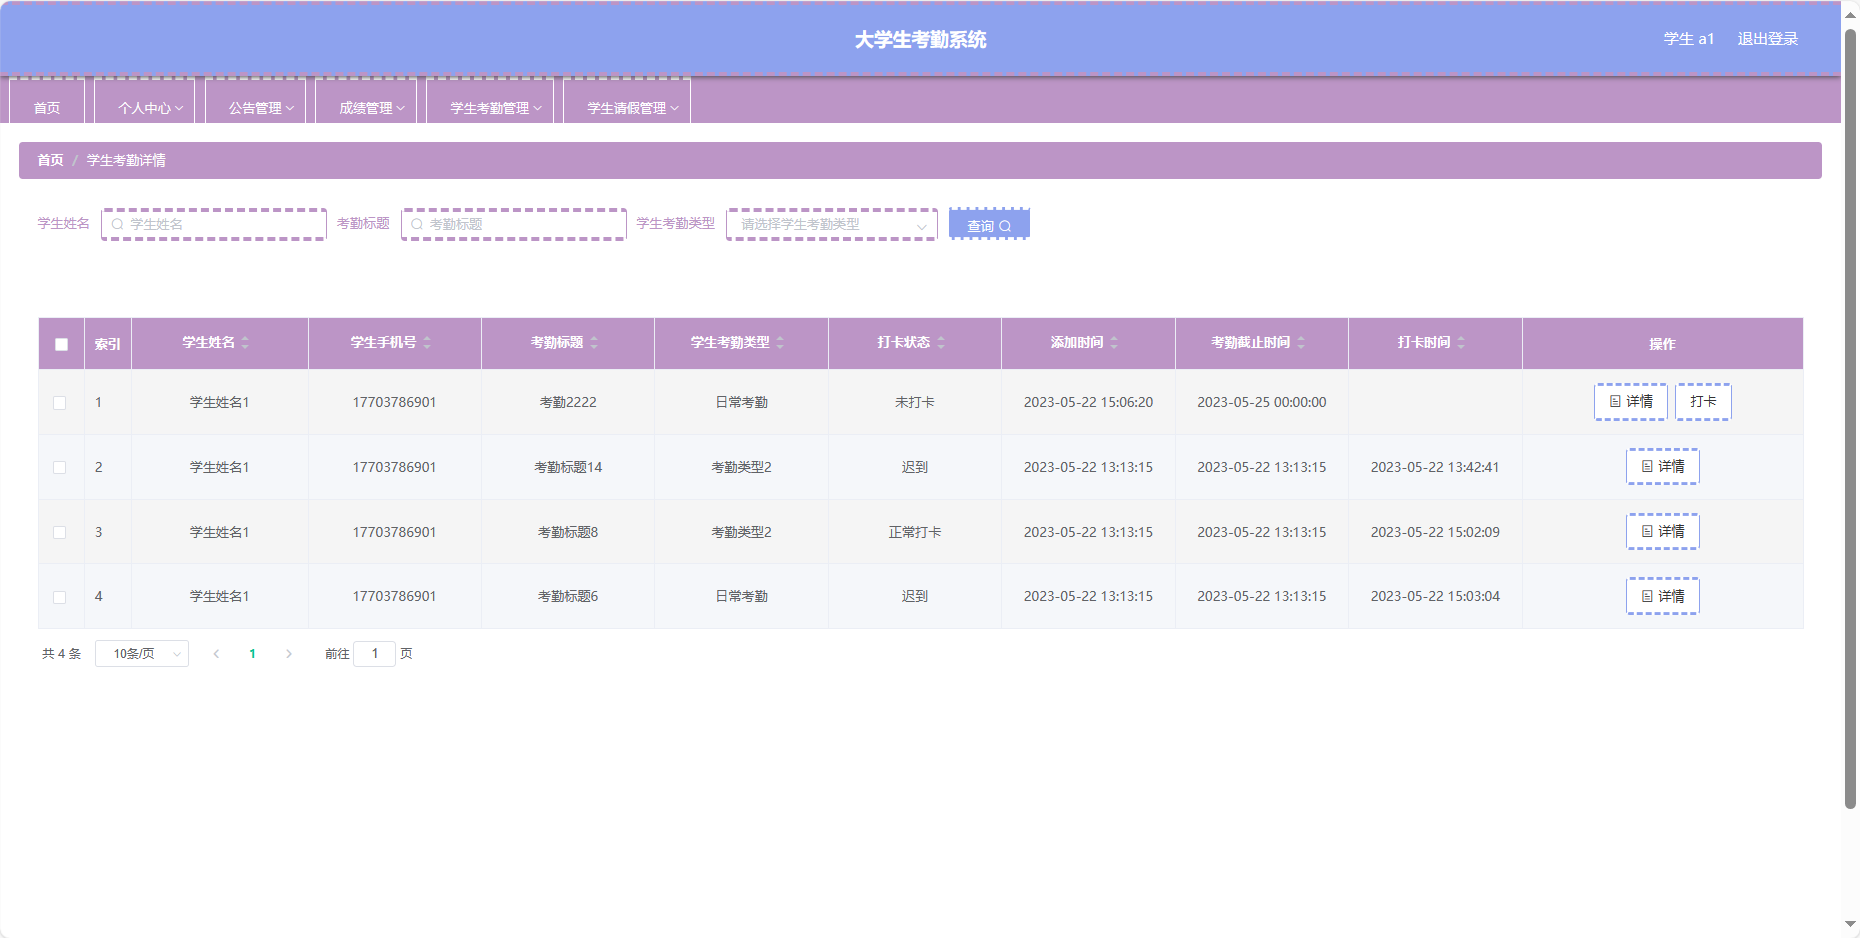 大学生考勤系统
学生 a1 退出登录
首页 个人中心 公告管理 成绩管理 学生考勤管理 学生请假管理
首页 / 学生考勤详情
学生姓名 学生姓名 考勤标题 考勤标题 学生考勤类型 请选择学生考勤类型 查询
索引 学生姓名 学生手机号 考勤标题 学生考勤类型 打卡状态 添加时间 考勤截止时间 打卡时间 操作
1 学生姓名1 17703786901 考勤2222 日常考勤 未打卡 2023-05-22 15:06:20 2023-05-25 00:00:00 详情 打卡
2 学生姓名1 17703786901 考勤标题14 考勤类型2 迟到 2023-05-22 13:13:15 2023-05-22 13:13:15 2023-05-22 13:42:41 详情
3 学生姓名1 17703786901 考勤标题8 考勤类型2 正常打卡 2023-05-22 13:13:15 2023-05-22 13:13:15 2023-05-22 15:02:09 详情
4 学生姓名1 17703786901 考勤标题6 日常考勤 迟到 2023-05-22 13:13:15 2023-05-22 13:13:15 2023-05-22 15:03:04 详情
共 4 条 10条/页 1 前往 1 页